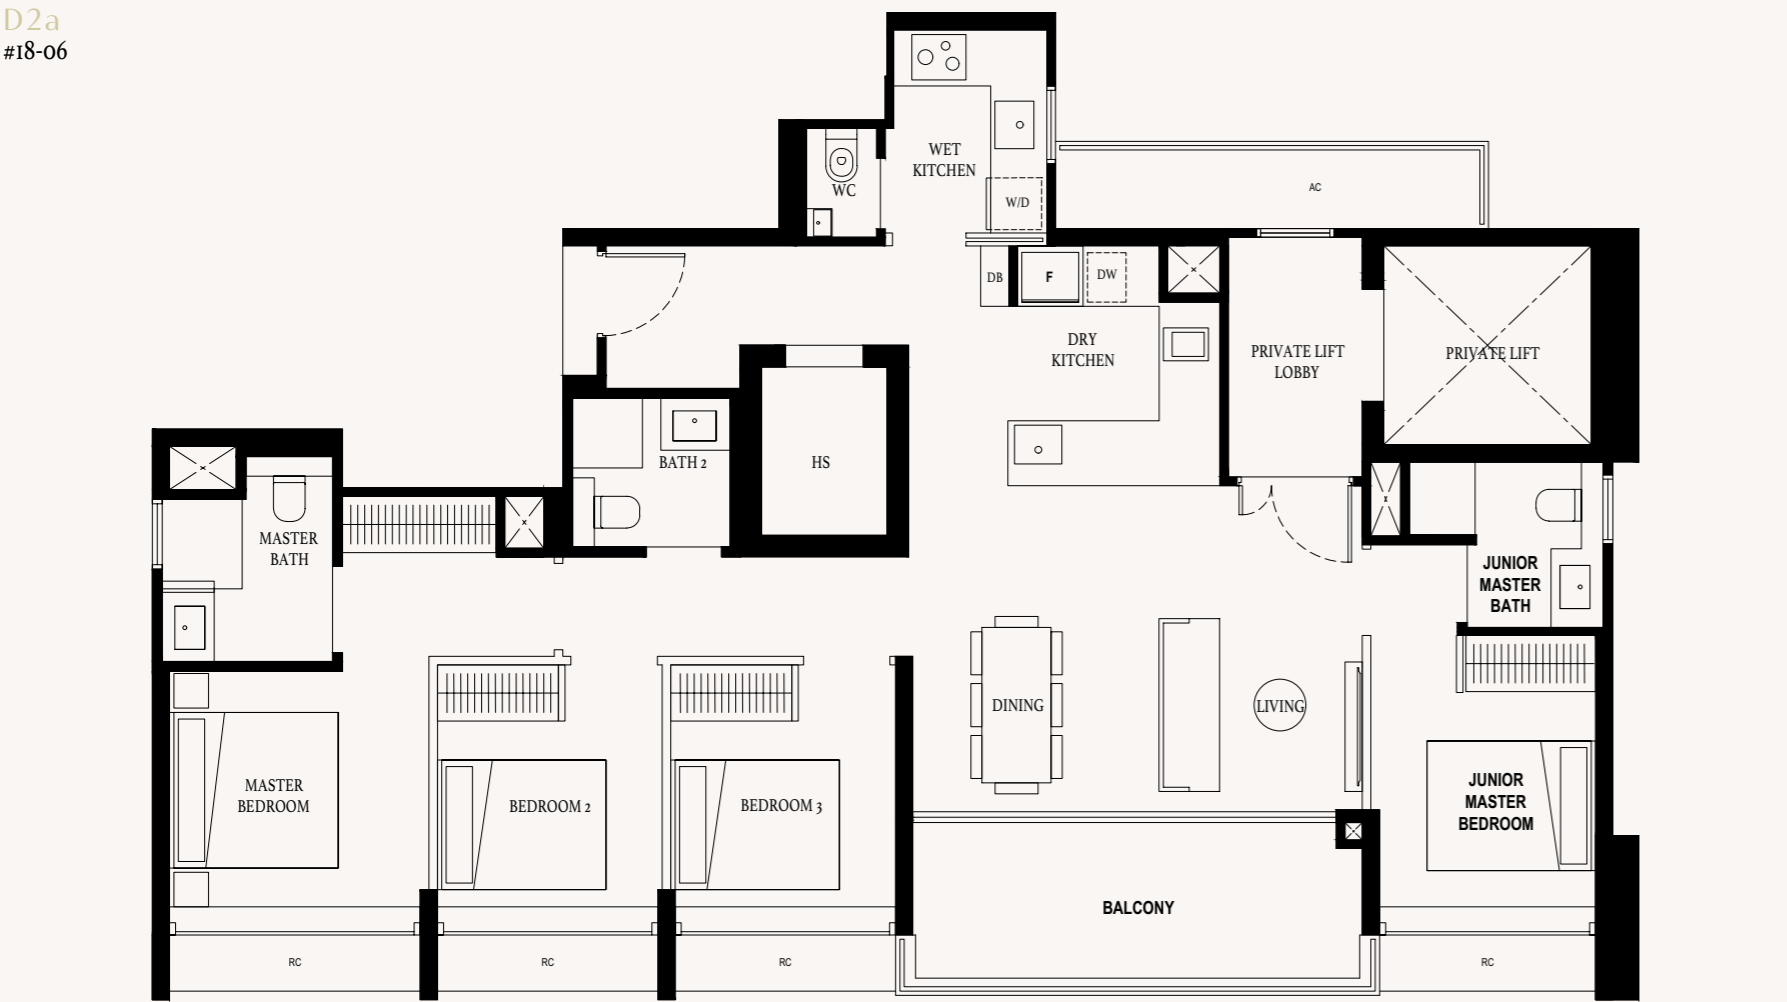 D2a
#18-06
WET
KITCHEN
WC
W/D
AC
DB
F
DW
DRY
KITCHEN
PRIVATE LIFT
LOBBY
PRIVATE LIFT
BATH 2
HS
MASTER
BATH
JUNIOR
MASTER
BATH
DINING
LIVING
MASTER
BEDROOM
BEDROOM 2
BEDROOM 3
JUNIOR
MASTER
BEDROOM
BALCONY
RC
RC
RC
RC